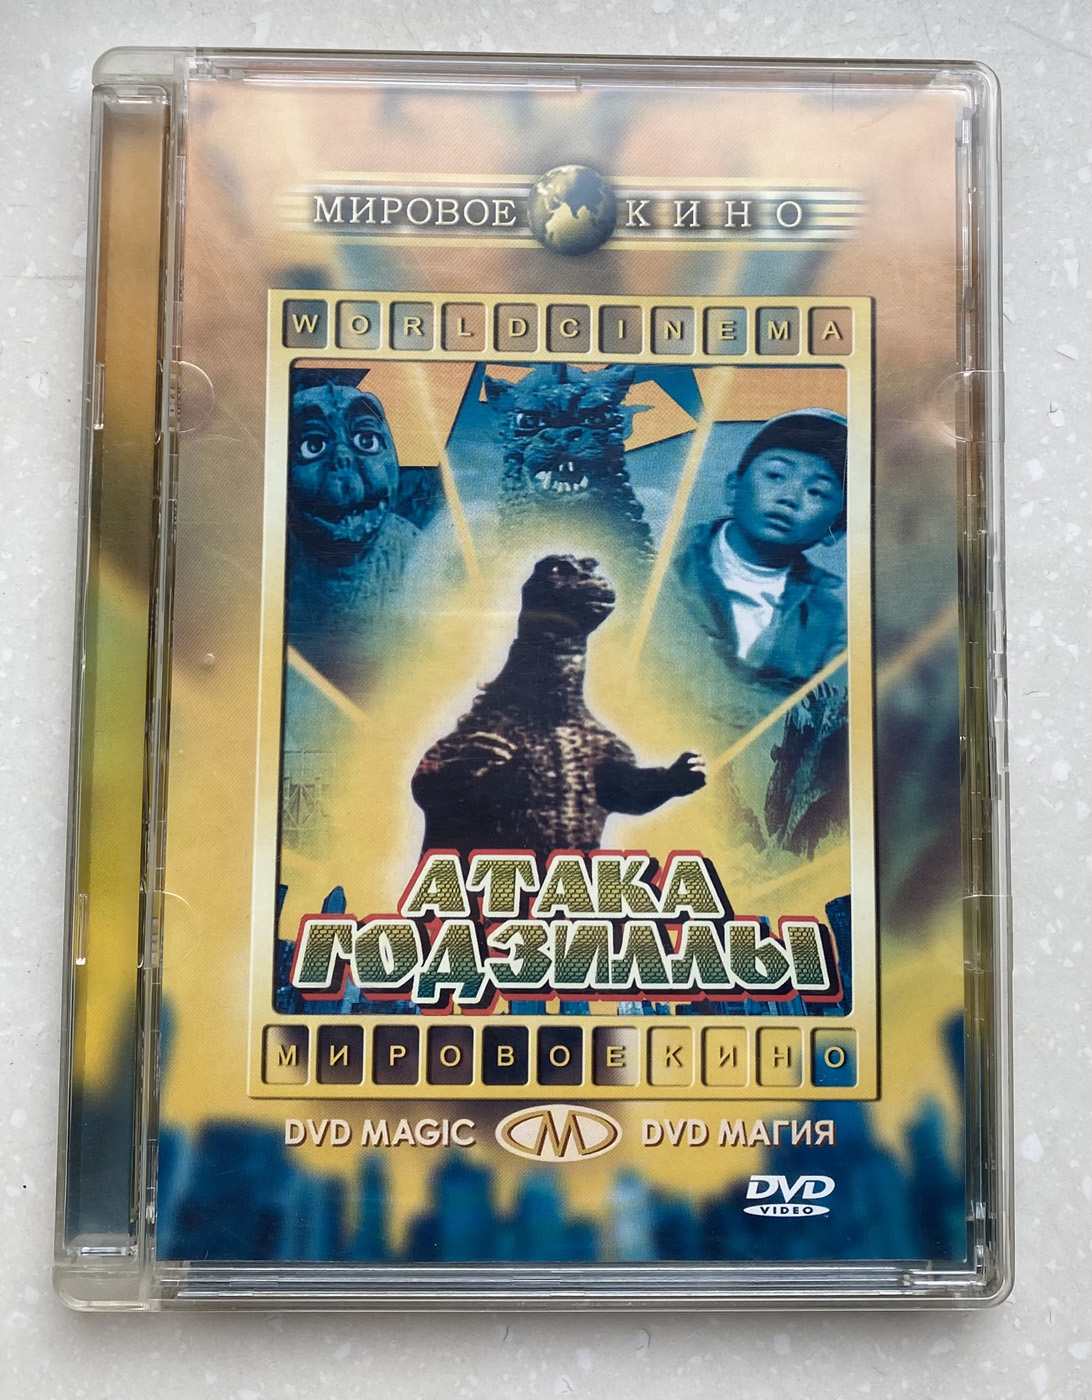 МИРОВОЕ КИНО
WORLDCINEMA
АТАКА
ГОДЗИЛЛЫ
МИРОВОЕКИНО
DVD MAGIC M DVD МАГИЯ
DVD
VIDEO